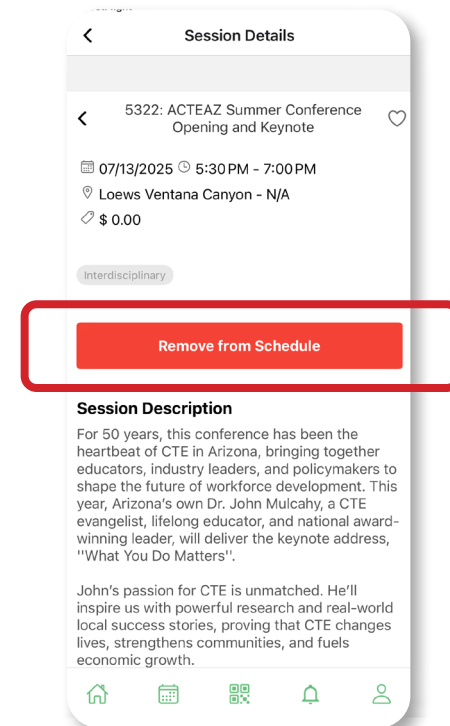 Session Details
5322: ACTEAZ Summer Conference
Opening and Keynote
07/13/2025 5:30 PM - 7:00 PM
Loews Ventana Canyon - N/A
$ 0.00
Interdisciplinary
Remove from Schedule
Session Description
For 50 years, this conference has been the
heartbeat of CTE in Arizona, bringing together
educators, industry leaders, and policymakers to
shape the future of workforce development. This
year, Arizona's own Dr. John Mulcahy, a CTE
evangelist, lifelong educator, and national award-
winning leader, will deliver the keynote address,
"What You Do Matters".
John's passion for CTE is unmatched. He'll
inspire us with powerful research and real-world
local success stories, proving that CTE changes
lives, strengthens communities, and fuels
economic growth.